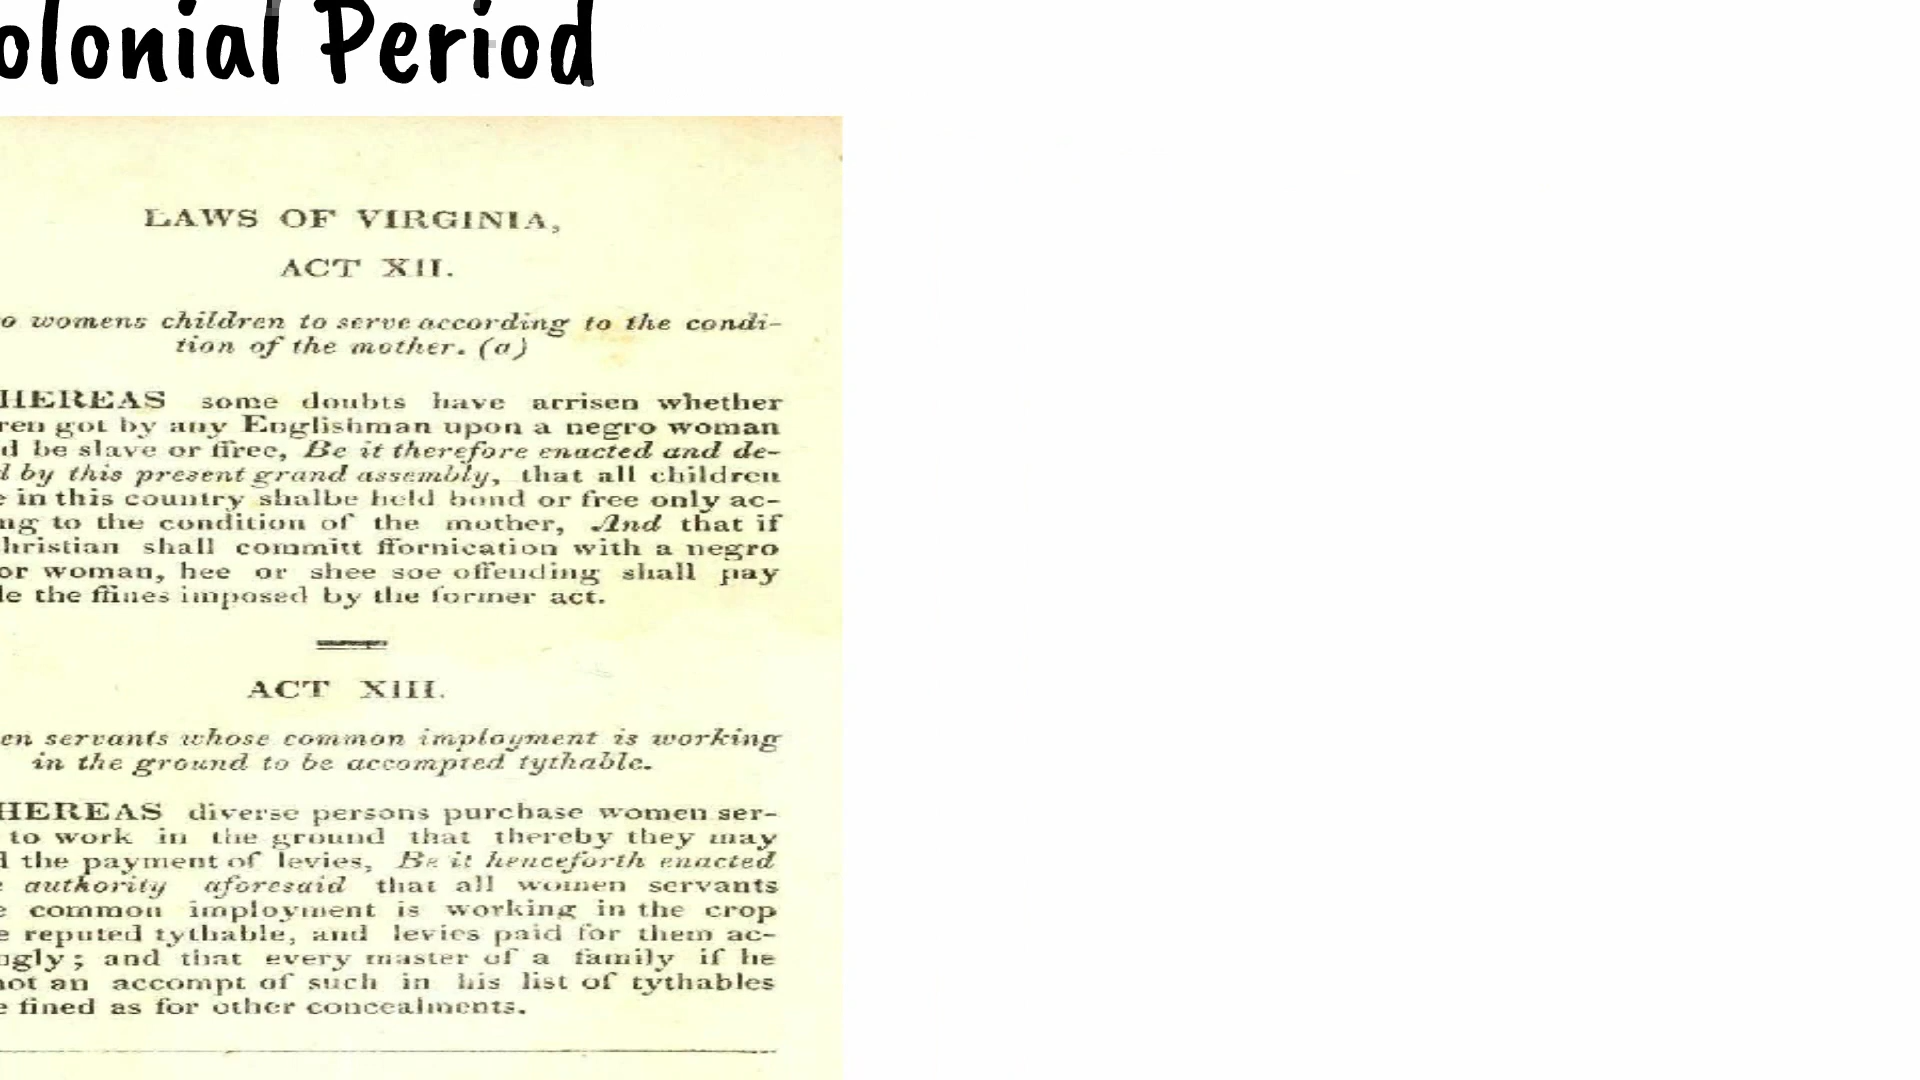 olonial Period
LAWS OF VIRGINIA,
ACT XII.
o womens children to serve according to the condi-
tion of the mother. (a)
HEREAS some doubts have arrisen whether
ren got by any Englishman upon a negro woman
d be slave or ffree, Be it therefore enacted and de-
d by this present grand assembly, that all children
e in this country shalbe held bond or free only ac-
ng to the condition of the mother, And that if
hristian shall committ ffornication with a negro
or woman, hee or shee soe offending shall pay
le the ffines imposed by the former act.
ACT XIII.
en servants whose common imployment is working
in the ground to be accompted tythable.
HEREAS diverse persons purchase women ser-
to work in the ground that thereby they may
d the payment of levies, Be it henceforth enacted
e authority aforesaid that all women servants
e common imployment is working in the crop
e reputed tythable, and levies paid for them ac-
ngly; and that every master of a family if he
not an accompt of such in his list of tythables
e fined as for other concealments.